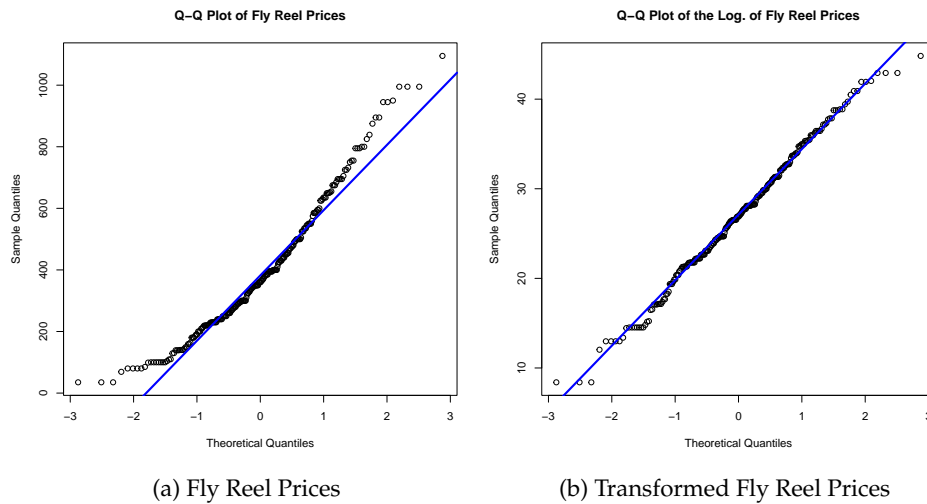 Q−Q Plot of Fly Reel Prices
Sample Quantiles
0
200
400
600
800
1000
−3 −2 −1 0 1 2 3
Theoretical Quantiles
(a) Fly Reel Prices
Q−Q Plot of the Log. of Fly Reel Prices
Sample Quantiles
10
20
30
40
−3 −2 −1 0 1 2 3
Theoretical Quantiles
(b) Transformed Fly Reel Prices